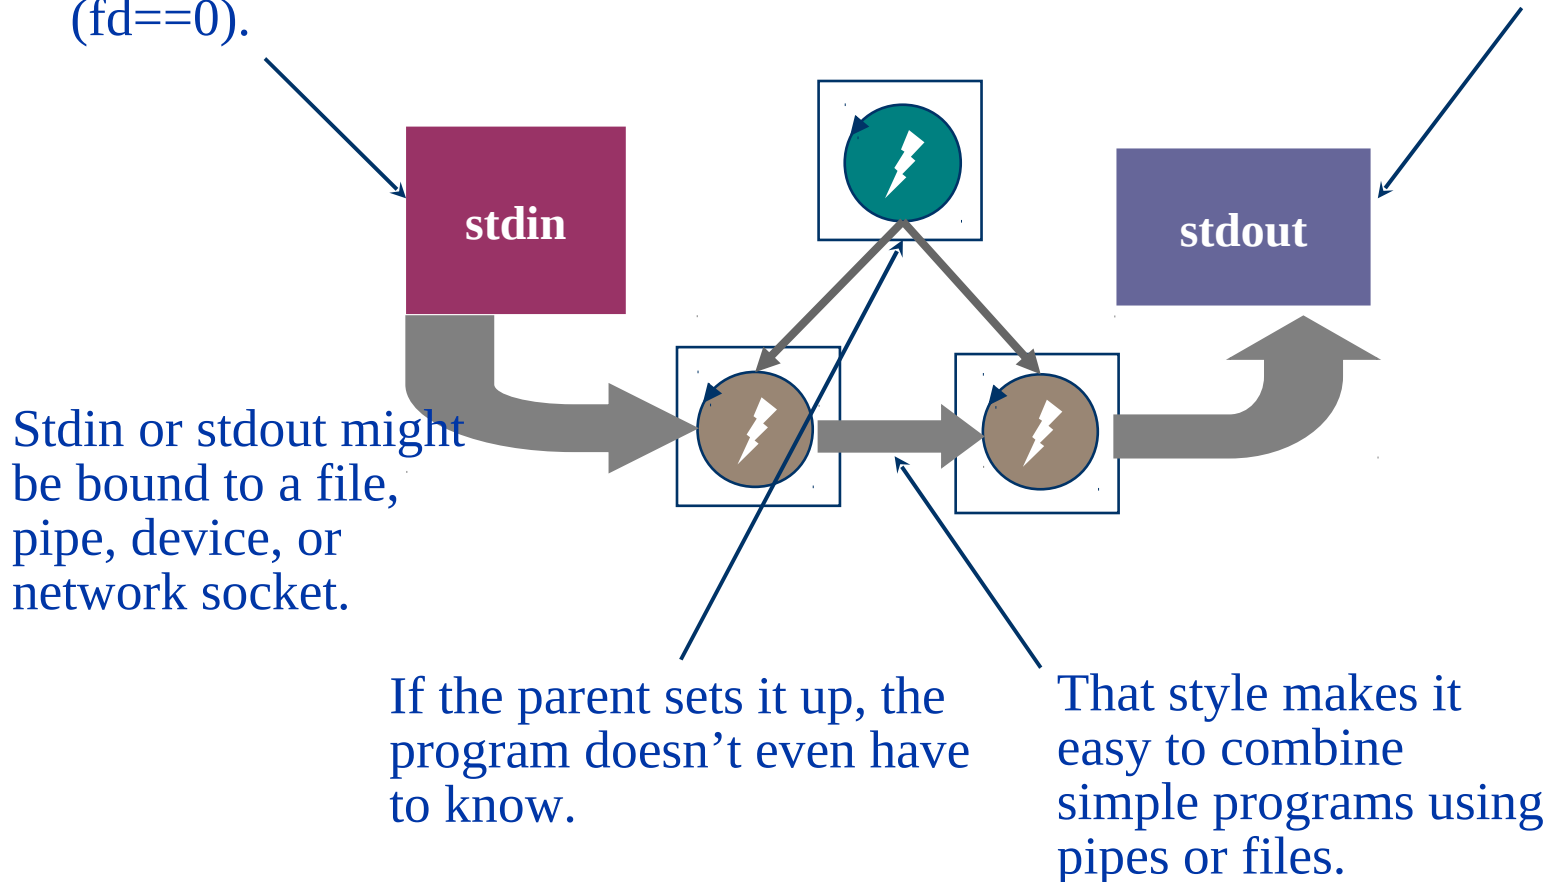 (fd==0).
stdin
stdout
Stdin or stdout might
be bound to a file,
pipe, device, or
network socket.
If the parent sets it up, the
program doesn’t even have
to know.
That style makes it
easy to combine
simple programs using
pipes or files.